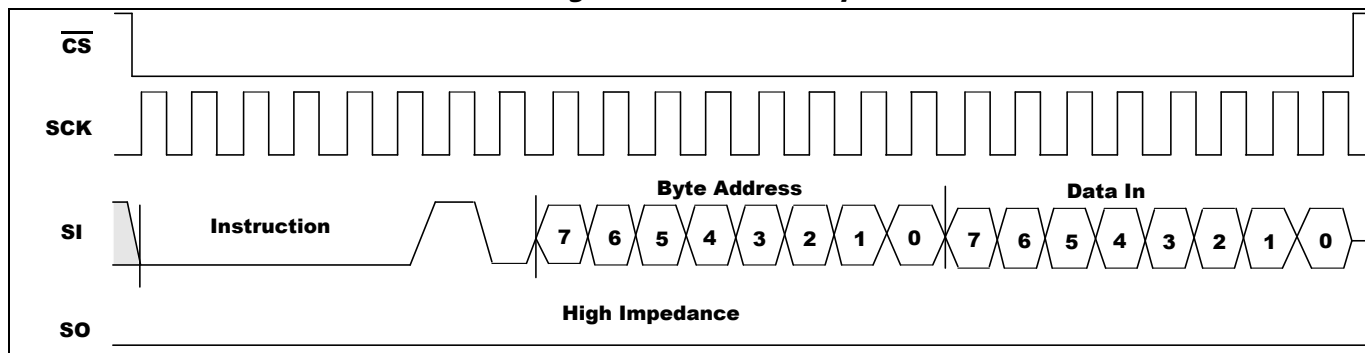 CS
SCK
Byte Address
Data In
SI
Instruction
7 6 5 4 3 2 1 0 7 6 5 4 3 2 1 0
High Impedance
SO